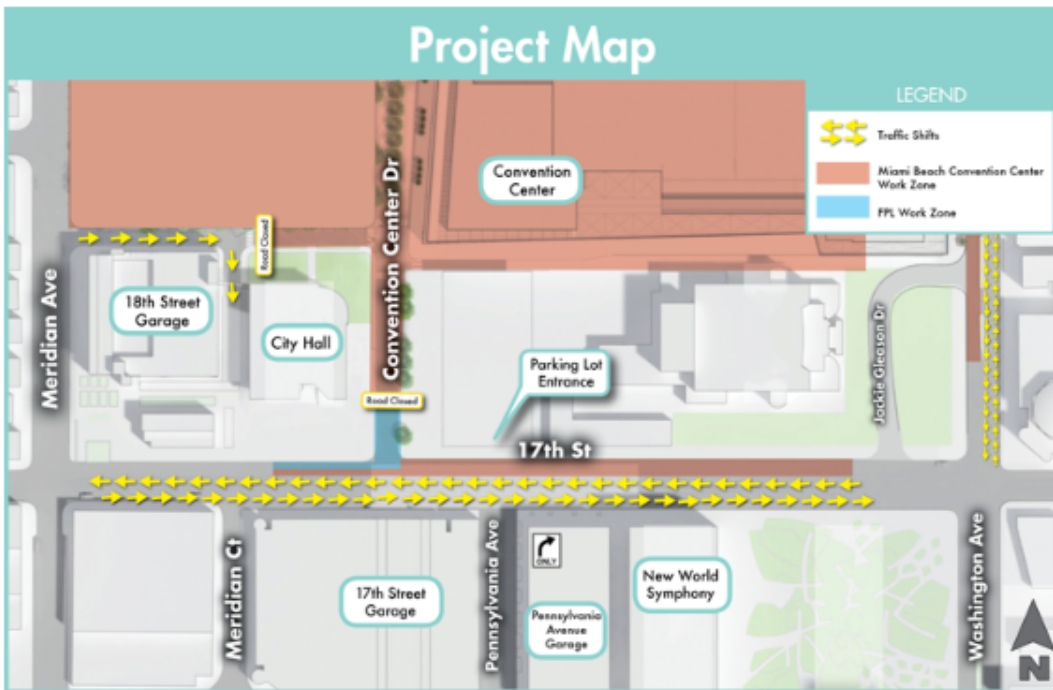 Project Map
LEGEND
Traffic Shifts
Miami Beach Convention Center
Work Zone
FPL Work Zone
Convention
Center
Convention Center Dr
Road Closed
Meridian Ave
18th Street
Garage
City Hall
Road Closed
Parking Lot
Entrance
Jackie Gleason Dr
17th St
Meridian Ct
17th Street
Garage
Pennsylvania Ave
ONLY
Pennsylvania
Avenue
Garage
New World
Symphony
Washington Ave
N